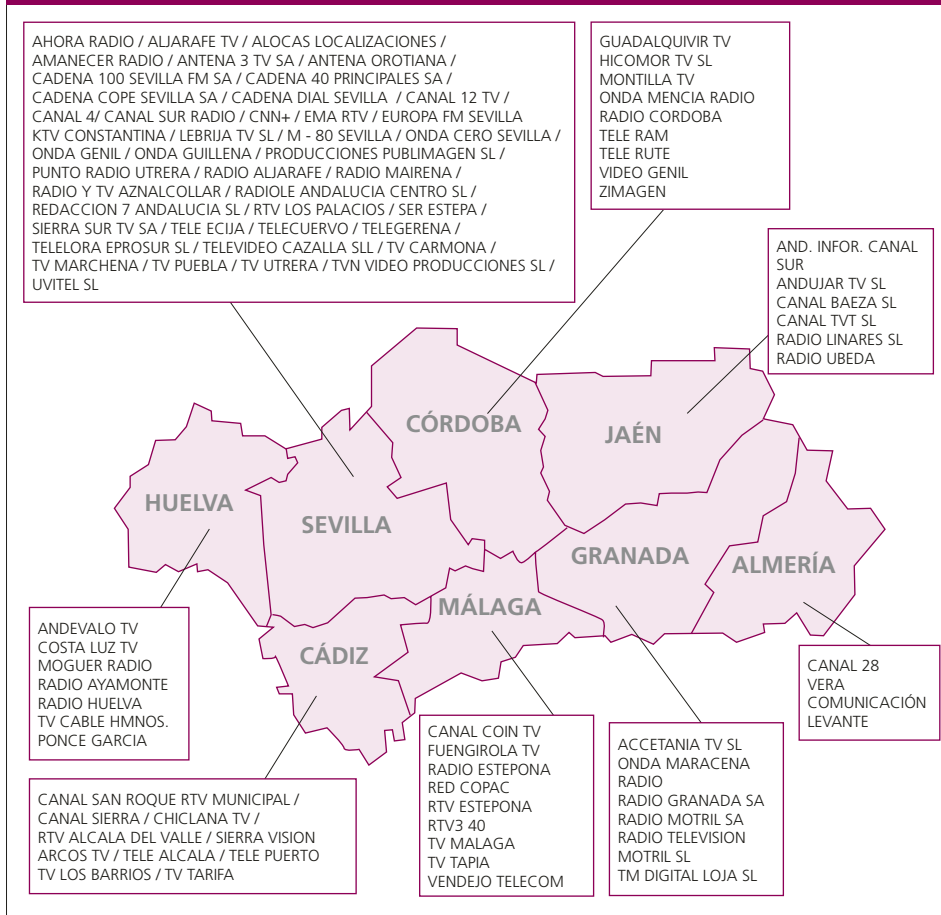 AHORA RADIO / ALJARAFE TV / ALOCAS LOCALIZACIONES /
AMANECER RADIO / ANTENA 3 TV SA / ANTENA OROTIANA /
CADENA 100 SEVILLA FM SA / CADENA 40 PRINCIPALES SA /
CADENA COPE SEVILLA SA / CADENA DIAL SEVILLA / CANAL 12 TV /
CANAL 4/ CANAL SUR RADIO / CNN+ / EMA RTV / EUROPA FM SEVILLA
KTV CONSTANTINA / LEBRIJA TV SL / M - 80 SEVILLA / ONDA CERO SEVILLA /
ONDA GENIL / ONDA GUILLENA / PRODUCCIONES PUBLIMAGEN SL /
PUNTO RADIO UTRERA / RADIO ALJARAFE / RADIO MAIRENA /
RADIO Y TV AZNALCOLLAR / RADIOLE ANDALUCIA CENTRO SL /
REDACCION 7 ANDALUCIA SL / RTV LOS PALACIOS / SER ESTEPA /
SIERRA SUR TV SA / TELE ECIJA / TELECUERVO / TELEGERENA /
TELELORA EPROSUR SL / TELEVIDEO CAZALLA SLL / TV CARMONA /
TV MARCHENA / TV PUEBLA / TV UTRERA / TVN VIDEO PRODUCCIONES SL /
UVITEL SL
GUADALQUIVIR TV
HICOMOR TV SL
MONTILLA TV
ONDA MENCIA RADIO
RADIO CORDOBA
TELE RAM
TELE RUTE
VIDEO GENIL
ZIMAGEN
AND. INFOR. CANAL
SUR
ANDUJAR TV SL
CANAL BAEZA SL
CANAL TVT SL
RADIO LINARES SL
RADIO UBEDA
CÓRDOBA
JAÉN
HUELVA
SEVILLA
GRANADA
ALMERÍA
MÁLAGA
CÁDIZ
ANDEVALO TV
COSTA LUZ TV
MOGUER RADIO
RADIO AYAMONTE
RADIO HUELVA
TV CABLE HMNOS.
PONCE GARCIA
CANAL 28
VERA
COMUNICACIÓN
LEVANTE
CANAL COIN TV
FUENGIROLA TV
RADIO ESTEPONA
RED COPAC
RTV ESTEPONA
RTV3 40
TV MALAGA
TV TAPIA
VENDEJO TELECOM
ACCETANIA TV SL
ONDA MARACENA
RADIO
RADIO GRANADA SA
RADIO MOTRIL SA
RADIO TELEVISION
MOTRIL SL
TM DIGITAL LOJA SL
CANAL SAN ROQUE RTV MUNICIPAL /
CANAL SIERRA / CHICLANA TV /
RTV ALCALA DEL VALLE / SIERRA VISION
ARCOS TV / TELE ALCALA / TELE PUERTO
TV LOS BARRIOS / TV TARIFA